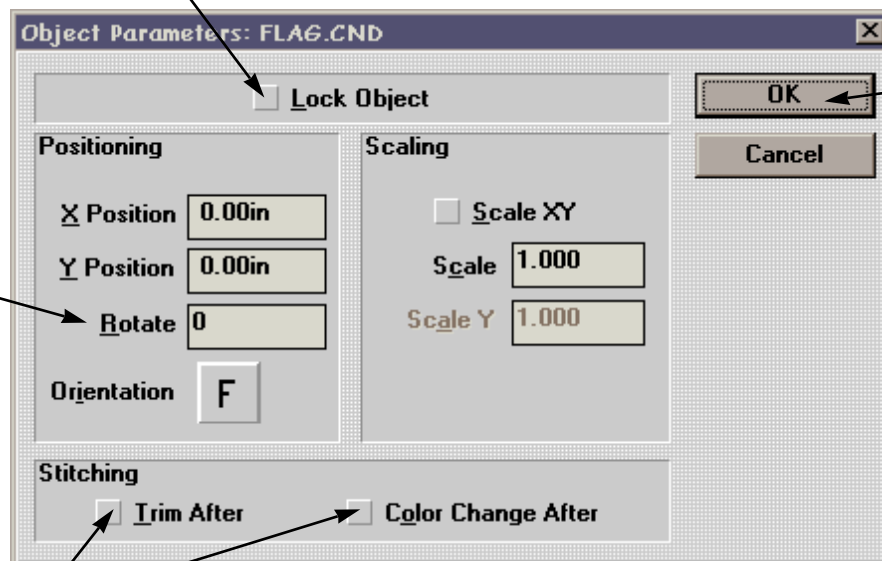 Object Parameters: FLAG.CND
Lock Object
OK
Cancel
Positioning
X Position 0.00in
Y Position 0.00in
Rotate 0
Orientation F
Scaling
Scale XY
Scale 1.000
Scale Y 1.000
Stitching
Trim After
Color Change After